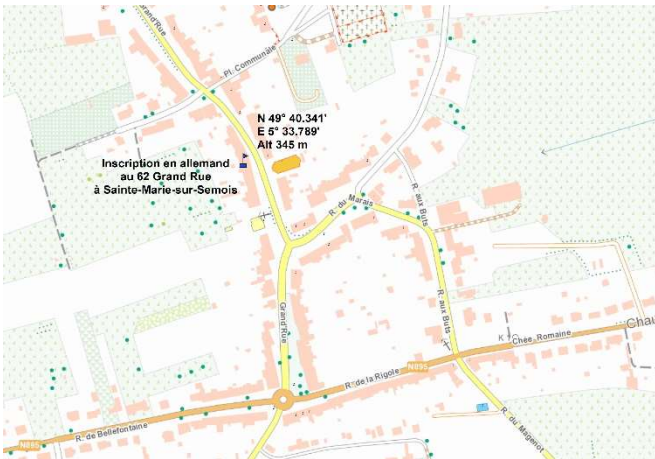 Grand'Rue
Pl. Communale
N 49° 40.341'
E 5° 33.789'
Alt 345 m
Inscription en allemand
au 62 Grand Rue
à Sainte-Marie-sur-Semois
R. du Marais
R. aux Buts
Grand'Rue
R. aux Buts
Chée. Romaine
Chau
N895
R. de la Rigole
R. de Bellefontaine
N895
R. du Magenot